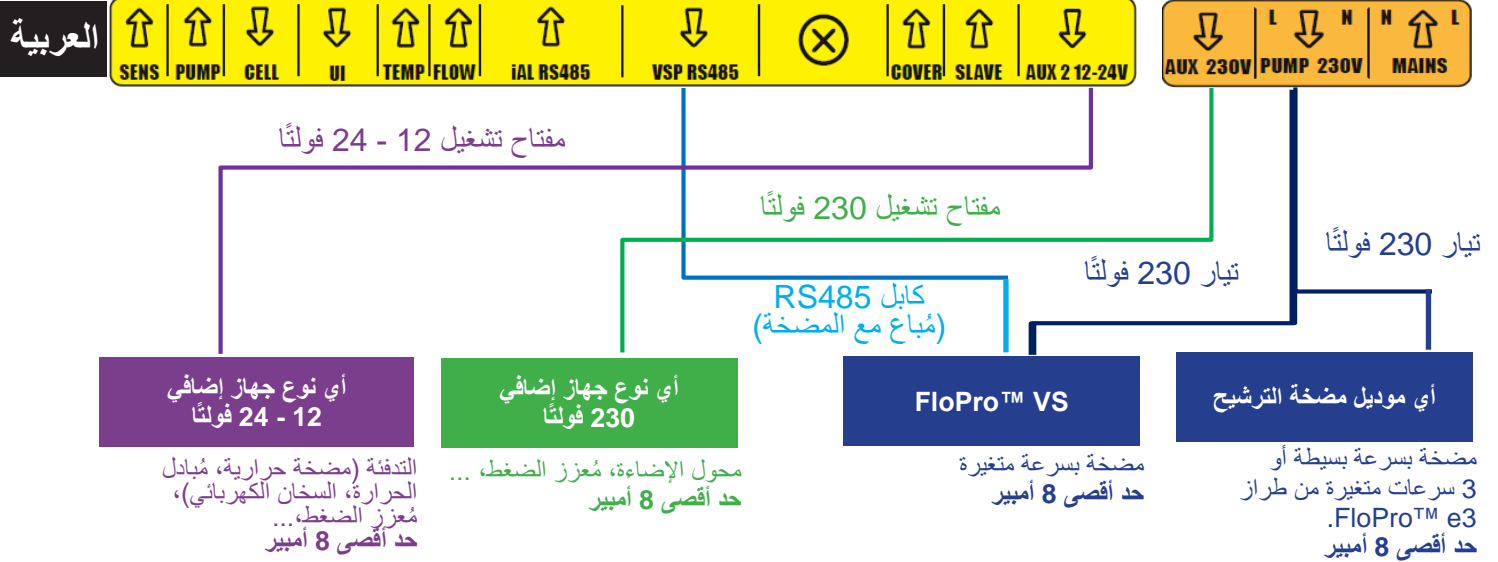 العربية
SENS PUMP CELL UI TEMP FLOW iAL RS485 VSP RS485 COVER SLAVE AUX 2 12-24V
L N N L
AUX 230V PUMP 230V MAINS
مفتاح تشغيل 12 - 24 فولتًا
مفتاح تشغيل 230 فولتًا
تيار 230 فولتًا
تيار 230 فولتًا
كابل RS485
(مُباع مع المضخة)
أي نوع جهاز إضافي
12 - 24 فولتًا
التدفئة (مضخة حرارية، مُبادل
الحرارة، السخان الكهربائي)،
مُعزز الضغط،...
حد أقصى 8 أمبير
أي نوع جهاز إضافي
230 فولتًا
محول الإضاءة، مُعزز الضغط، ...
حد أقصى 8 أمبير
FloPro™ VS
مضخة بسرعة متغيرة
حد أقصى 8 أمبير
أي موديل مضخة الترشيح
مضخة بسرعة بسيطة أو
3 سرعات متغيرة من طراز
FloPro™ e3.
حد أقصى 8 أمبير